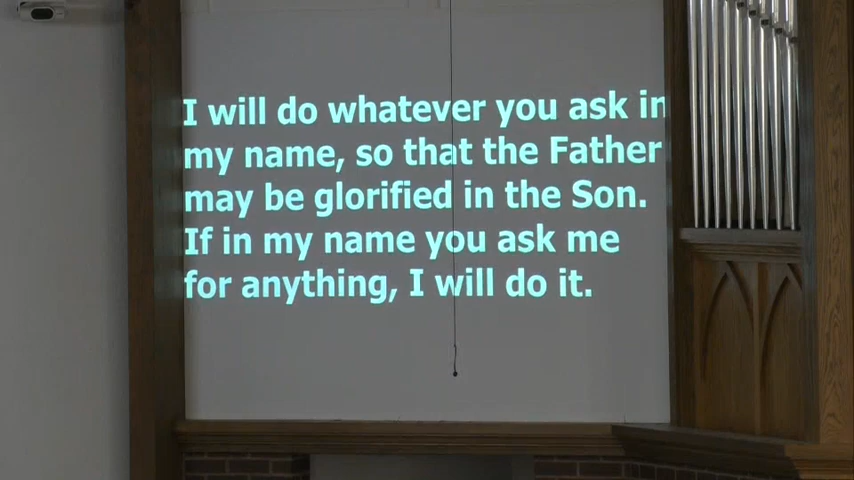 I will do whatever you ask in
my name, so that the Father
may be glorified in the Son.
If in my name you ask me
for anything, I will do it.